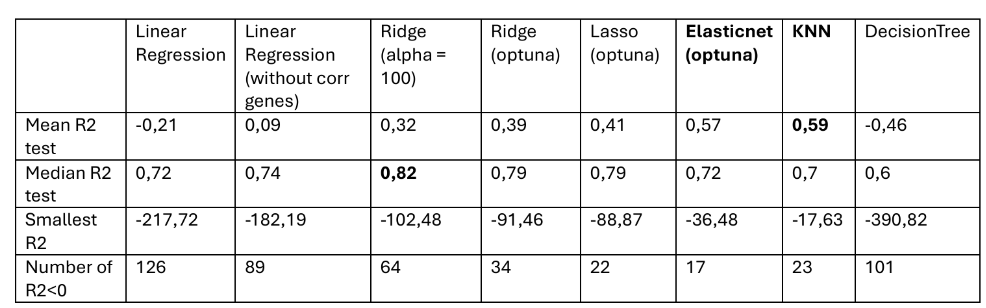 Linear Regression | Linear Regression (without corr genes) | Ridge (alpha = 100) | Ridge (optuna) | Lasso (optuna) | Elasticnet (optuna) | KNN | DecisionTree
Mean R2 test | -0,21 | 0,09 | 0,32 | 0,39 | 0,41 | 0,57 | 0,59 | -0,46
Median R2 test | 0,72 | 0,74 | 0,82 | 0,79 | 0,79 | 0,72 | 0,7 | 0,6
Smallest R2 | -217,72 | -182,19 | -102,48 | -91,46 | -88,87 | -36,48 | -17,63 | -390,82
Number of R2<0 | 126 | 89 | 64 | 34 | 22 | 17 | 23 | 101